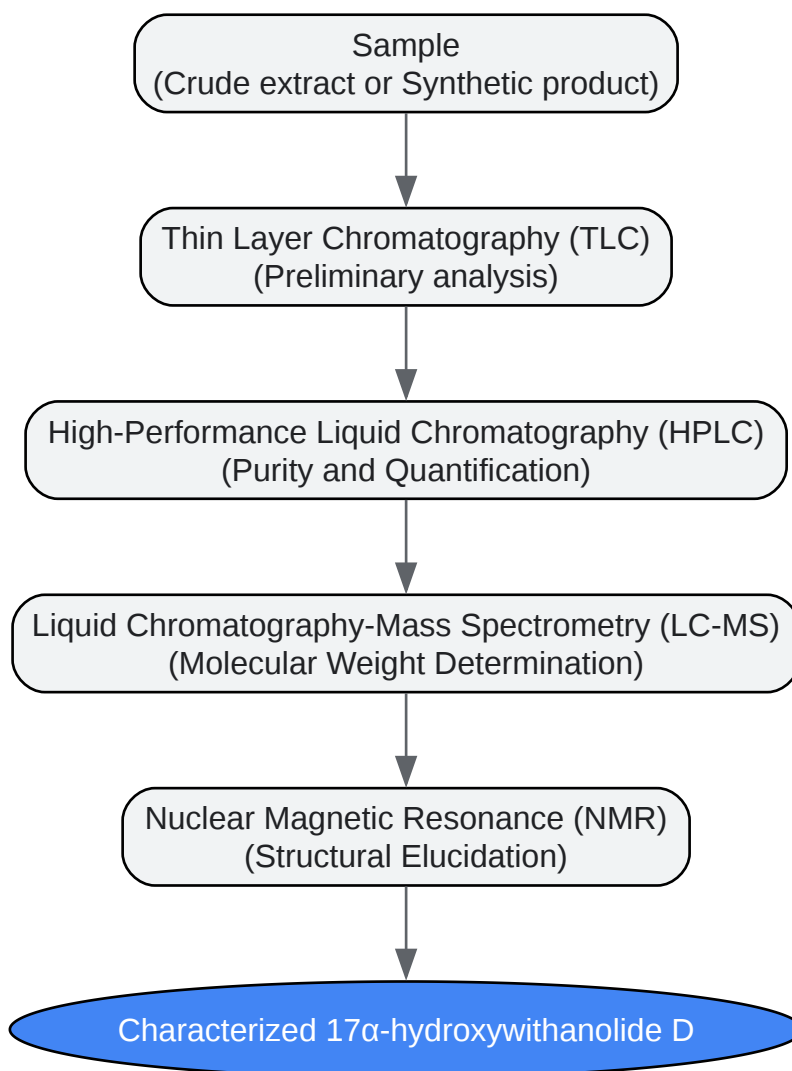 Sample
(Crude extract or Synthetic product)
Thin Layer Chromatography (TLC)
(Preliminary analysis)
High-Performance Liquid Chromatography (HPLC)
(Purity and Quantification)
Liquid Chromatography-Mass Spectrometry (LC-MS)
(Molecular Weight Determination)
Nuclear Magnetic Resonance (NMR)
(Structural Elucidation)
Characterized 17α-hydroxywithanolide D